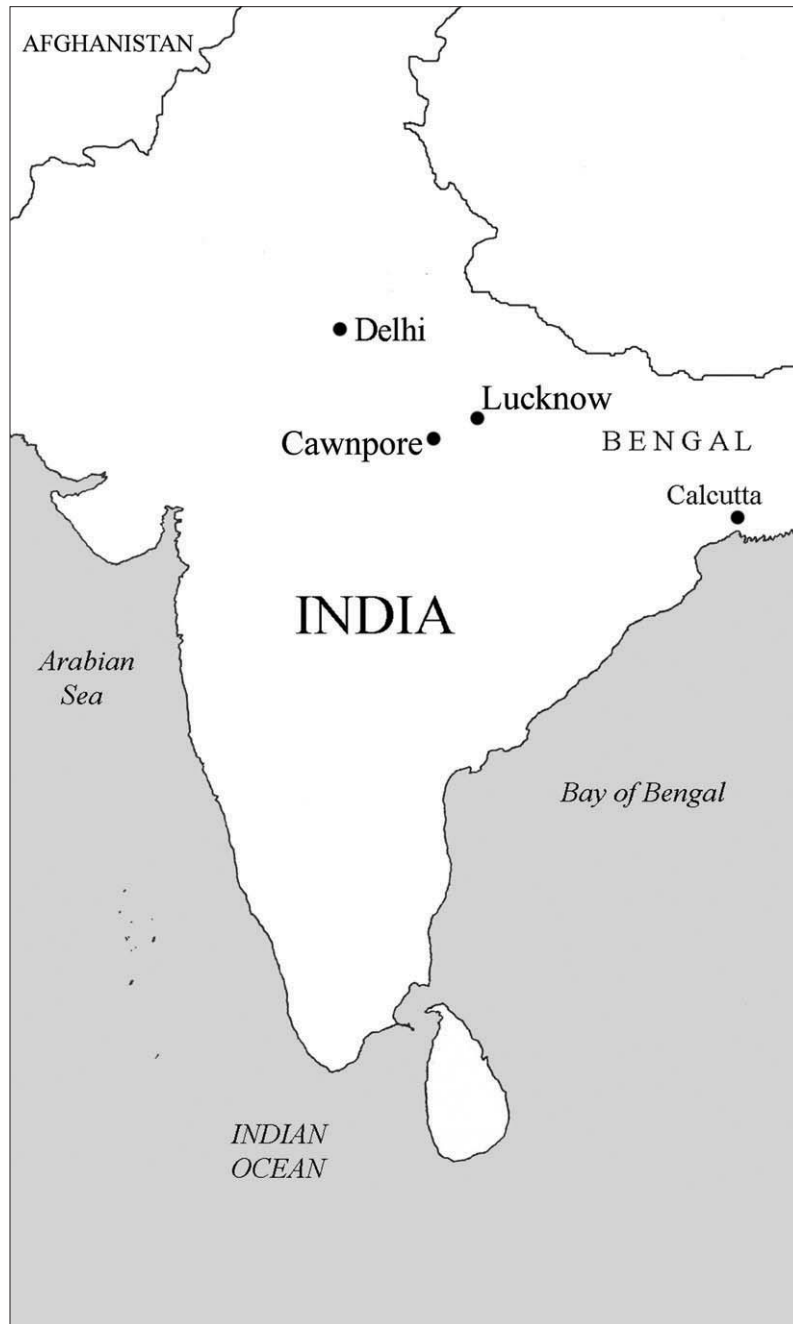 AFGHANISTAN
Delhi
Lucknow
Cawnpore
BENGAL
Calcutta
INDIA
Arabian
Sea
Bay of Bengal
INDIAN
OCEAN